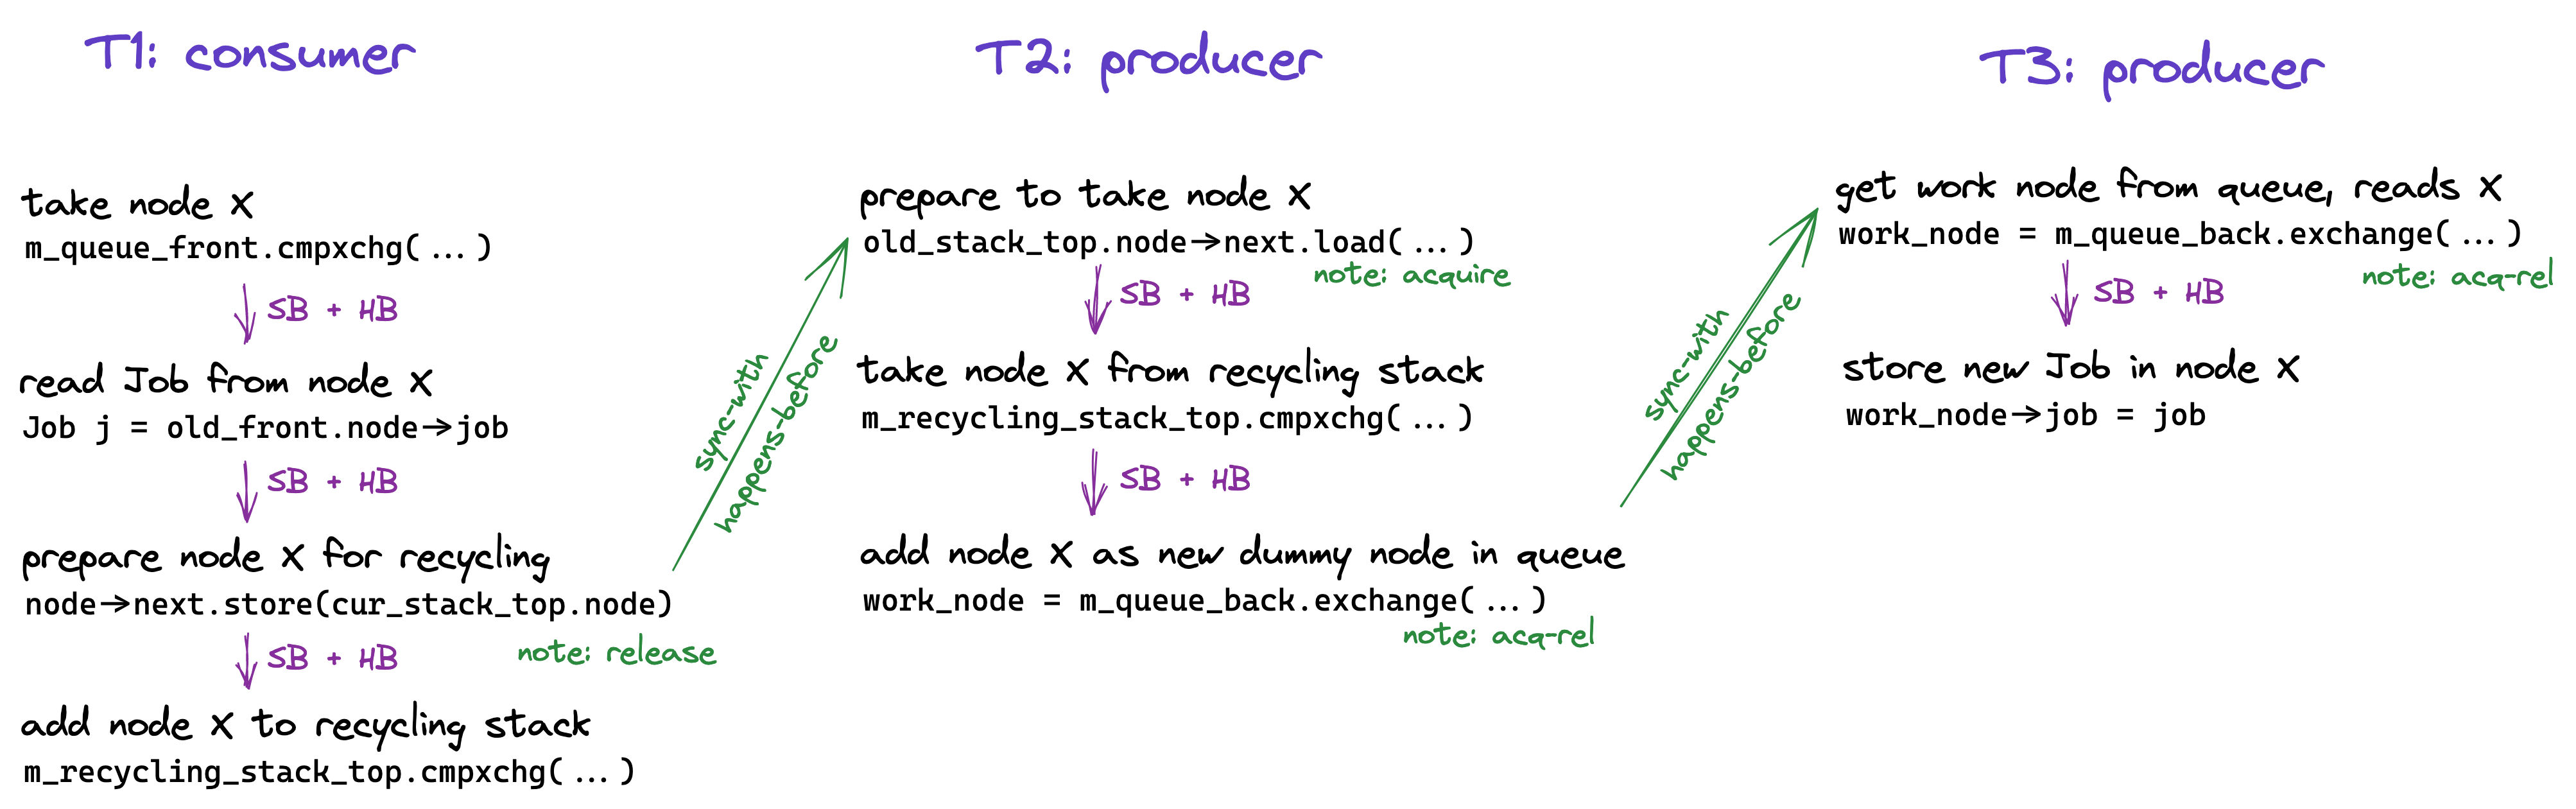 T1: consumer
take node X
m_queue_front.cmpxchg( ... )
SB + HB
read Job from node X
Job j = old_front.node→job
SB + HB
prepare node X for recycling
node→next.store(cur_stack_top.node)
note: release
SB + HB
add node X to recycling stack
m_recycling_stack_top.cmpxchg( ... )
sync-with
happens-before
T2: producer
prepare to take node X
old_stack_top.node→next.load( ... )
note: acquire
SB + HB
take node X from recycling stack
m_recycling_stack_top.cmpxchg( ... )
SB + HB
add node X as new dummy node in queue
work_node = m_queue_back.exchange( ... )
note: acq-rel
sync-with
happens-before
T3: producer
get work node from queue, reads X
work_node = m_queue_back.exchange( ... )
note: acq-rel
SB + HB
store new Job in node X
work_node→job = job